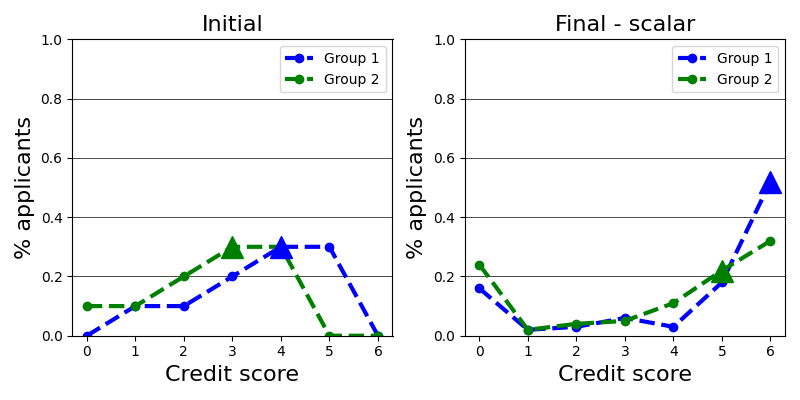 Initial
% applicants
1.0
0.8
0.6
0.4
0.2
0.0
Group 1
Group 2
0 1 2 3 4 5 6
Credit score
Final - scalar
% applicants
1.0
0.8
0.6
0.4
0.2
0.0
Group 1
Group 2
0 1 2 3 4 5 6
Credit score